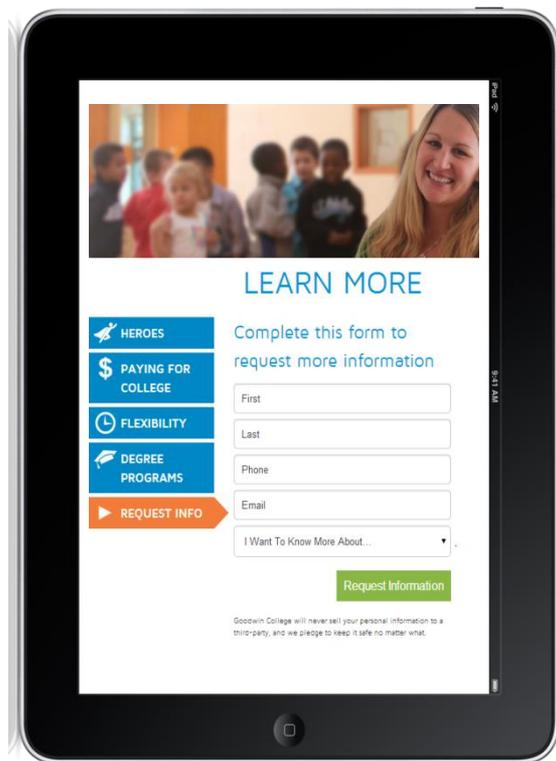 iPad
9:41 AM
LEARN MORE
HEROES
$ PAYING FOR
COLLEGE
FLEXIBILITY
DEGREE
PROGRAMS
REQUEST INFO
Complete this form to
request more information
First
Last
Phone
Email
I Want To Know More About...
Request Information
Goodwin College will never sell your personal information to a
third-party, and we pledge to keep it safe no matter what.